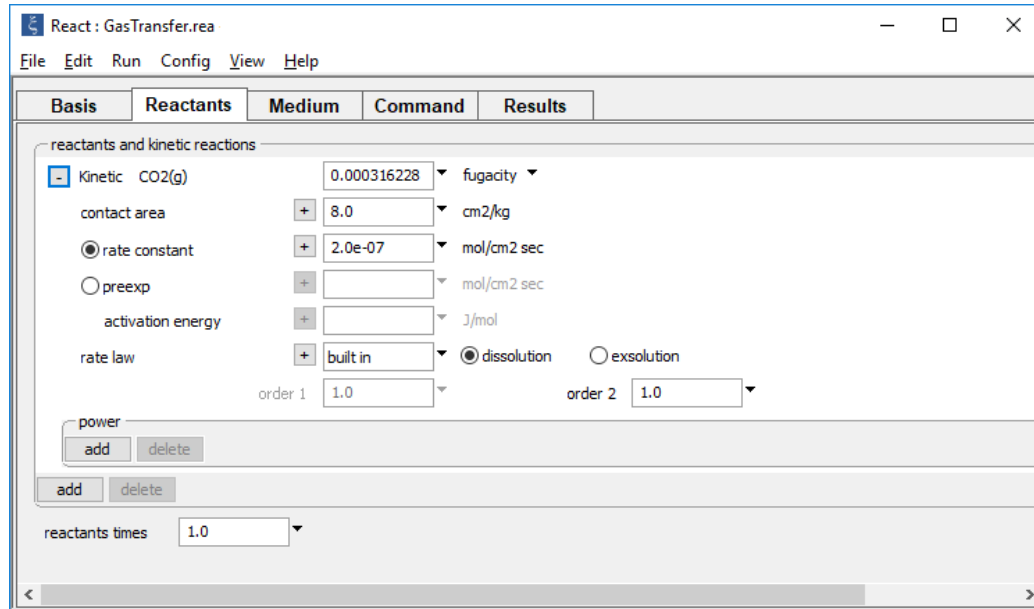 React : GasTransfer.rea
File Edit Run Config View Help
Basis Reactants Medium Command Results
reactants and kinetic reactions
- Kinetic CO2(g) 0.000316228 fugacity
contact area + 8.0 cm2/kg
rate constant + 2.0e-07 mol/cm2 sec
preexp + mol/cm2 sec
activation energy + J/mol
rate law + built in dissolution exsolution
order 1 1.0 order 2 1.0
power
add delete
add delete
reactants times 1.0